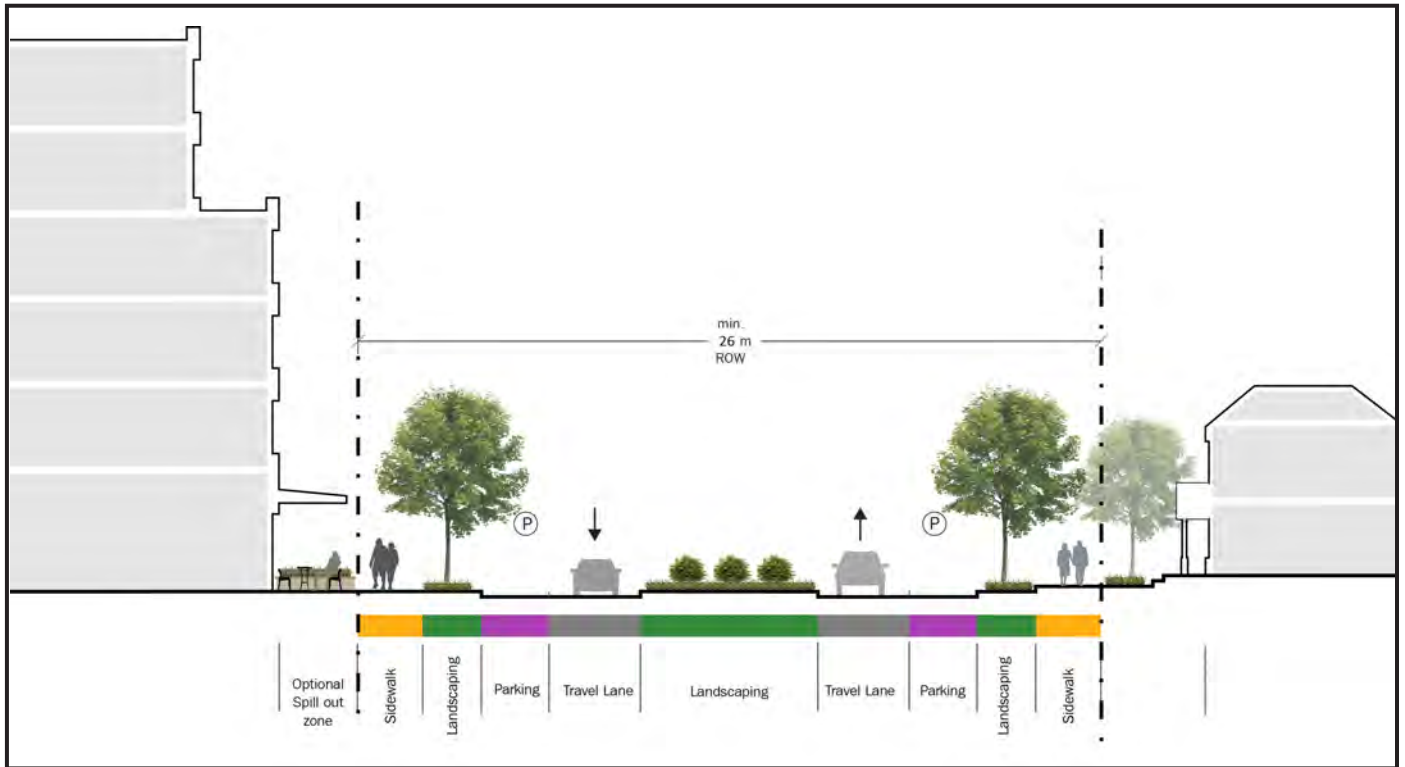 min.
26 m
ROW
P
P
Optional
Spill out
zone
Sidewalk
Landscaping
Parking
Travel Lane
Landscaping
Travel Lane
Parking
Landscaping
Sidewalk